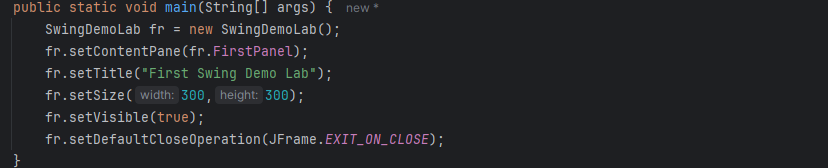 public static void main(String[] args) { new *
SwingDemoLab fr = new SwingDemoLab();
fr.setContentPane(fr.FirstPanel);
fr.setTitle("First Swing Demo Lab");
fr.setSize( width: 300, height: 300);
fr.setVisible(true);
fr.setDefaultCloseOperation(JFrame.EXIT_ON_CLOSE);
}